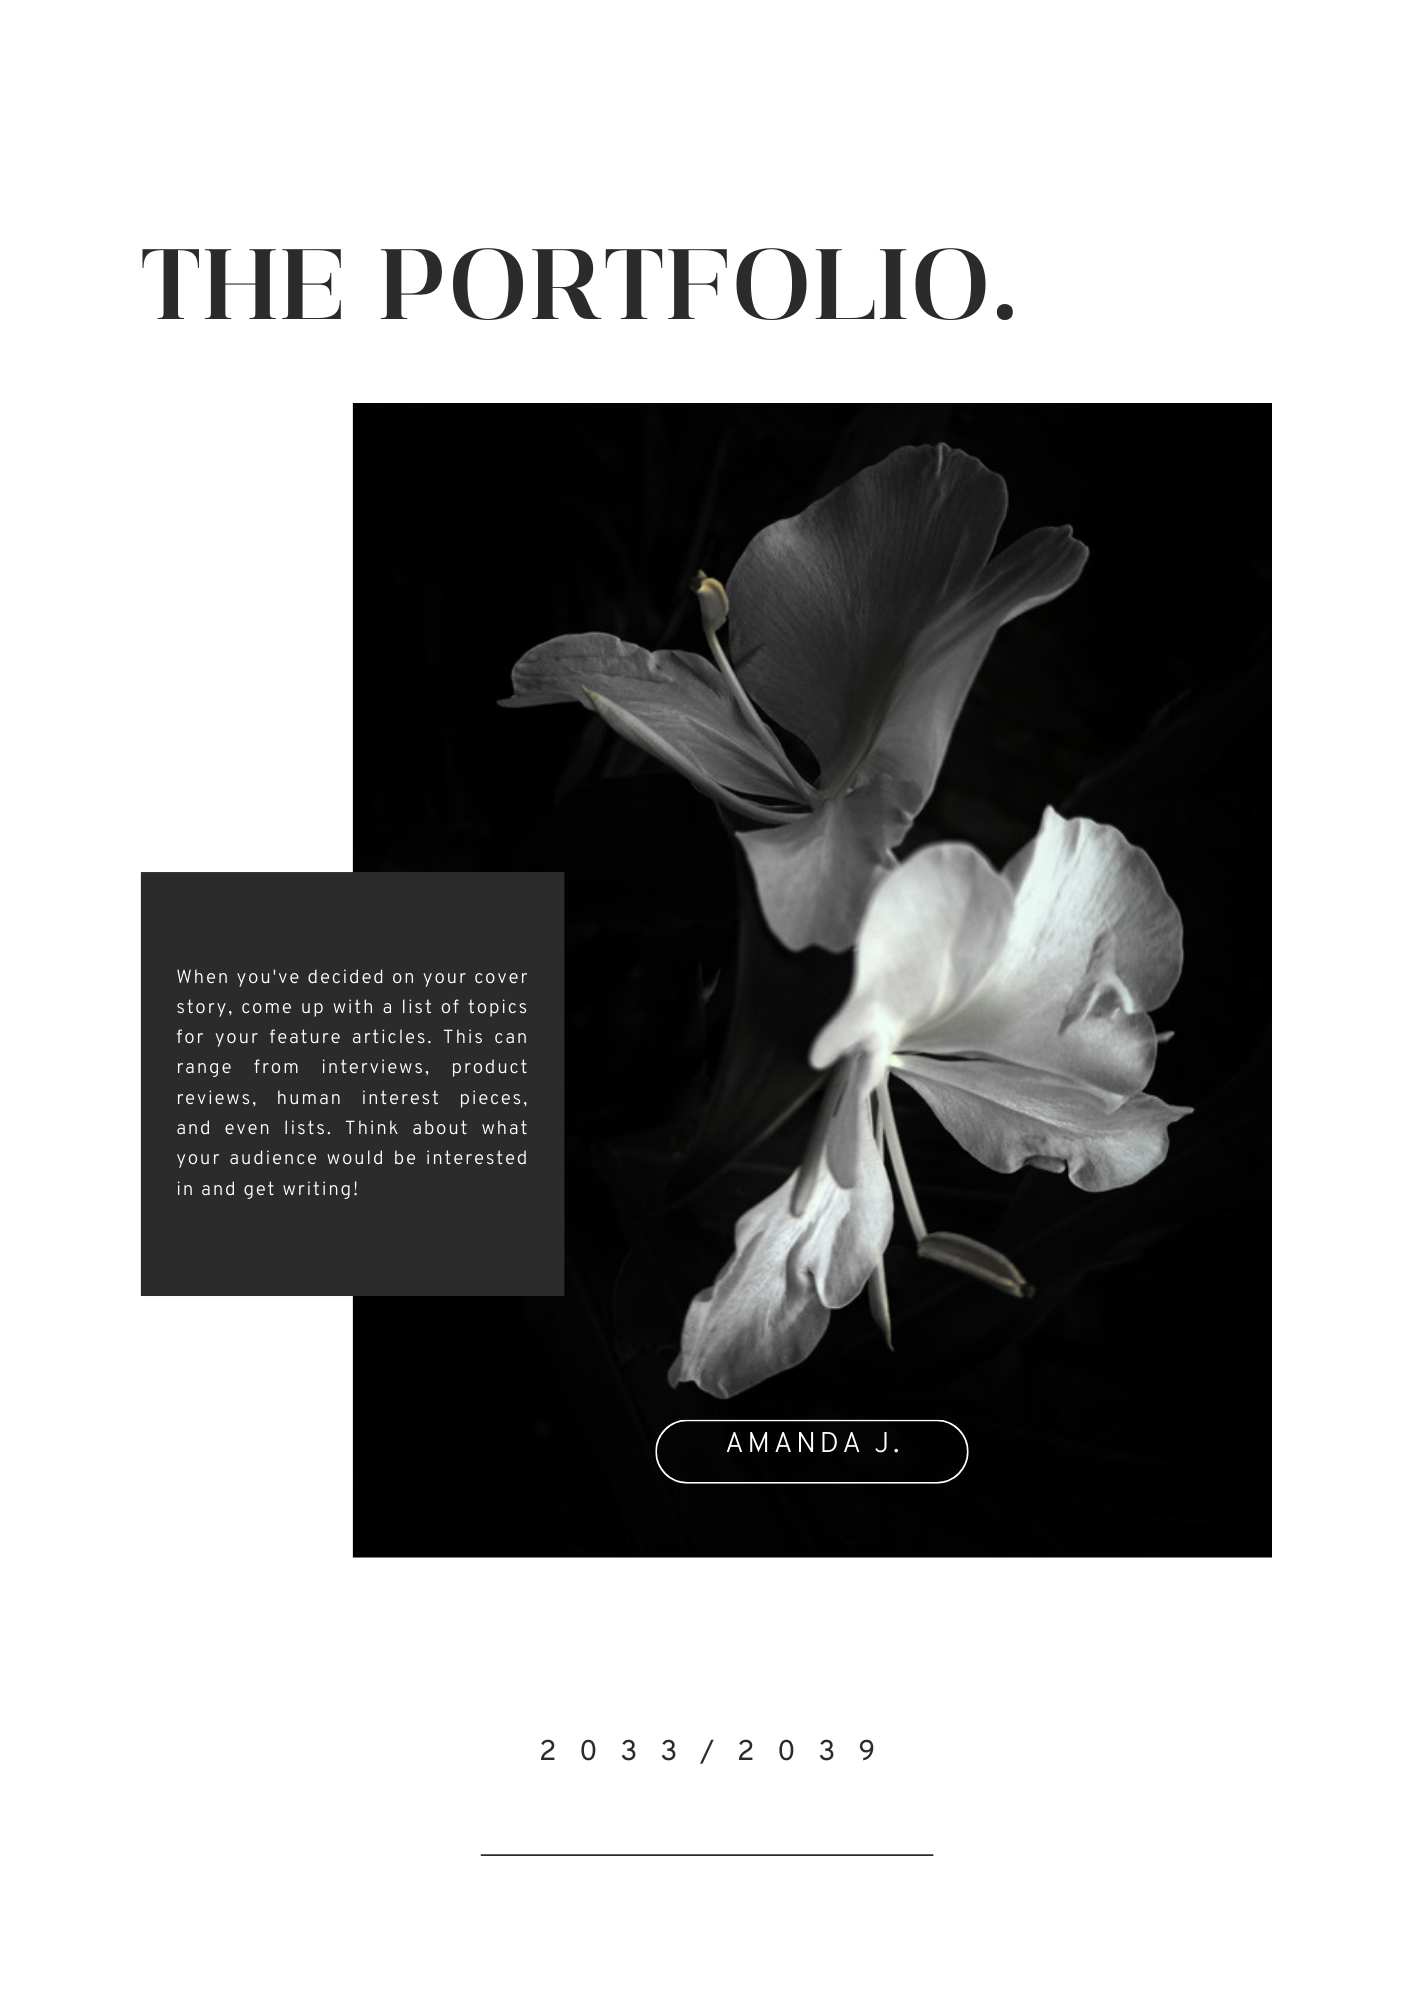 THE PORTFOLIO.
When you've decided on your cover
story, come up with a list of topics
for your feature articles. This can
range from interviews, product
reviews, human interest pieces,
and even lists. Think about what
your audience would be interested
in and get writing!
AMANDA J.
2033/2039